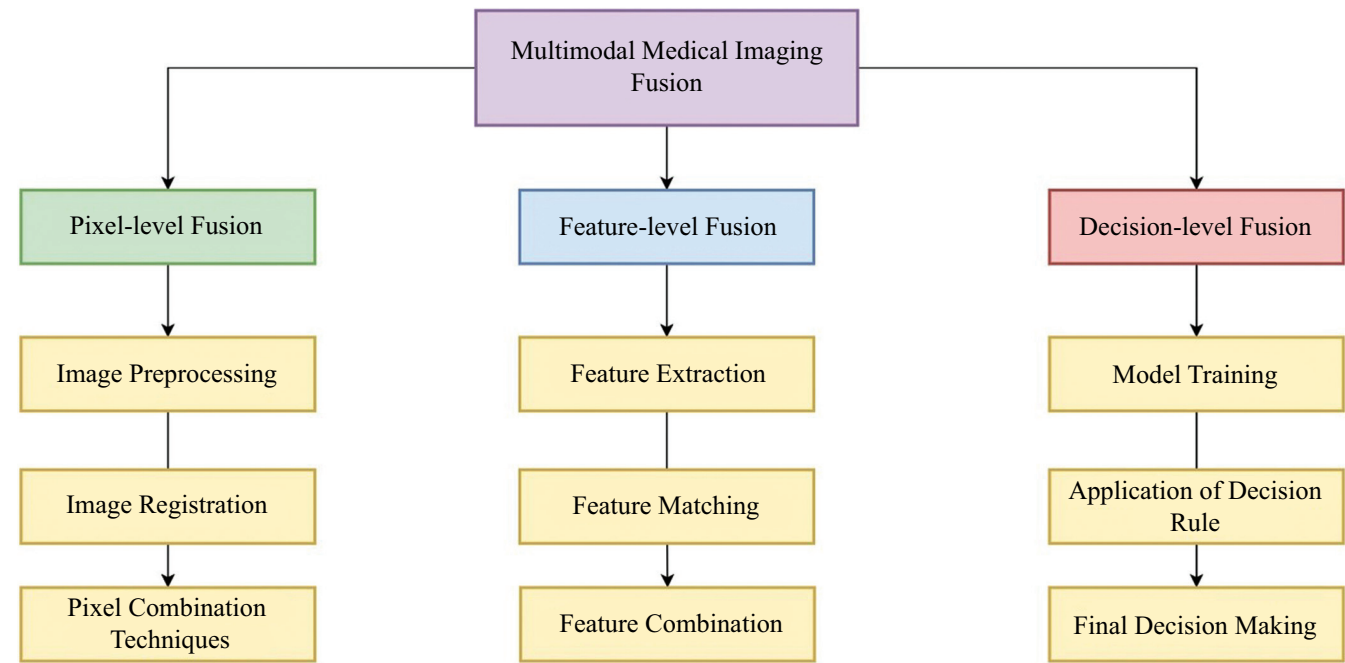 Multimodal Medical Imaging
Fusion
Pixel-level Fusion
Feature-level Fusion
Decision-level Fusion
Image Preprocessing
Feature Extraction
Model Training
Image Registration
Feature Matching
Application of Decision
Rule
Pixel Combination
Techniques
Feature Combination
Final Decision Making